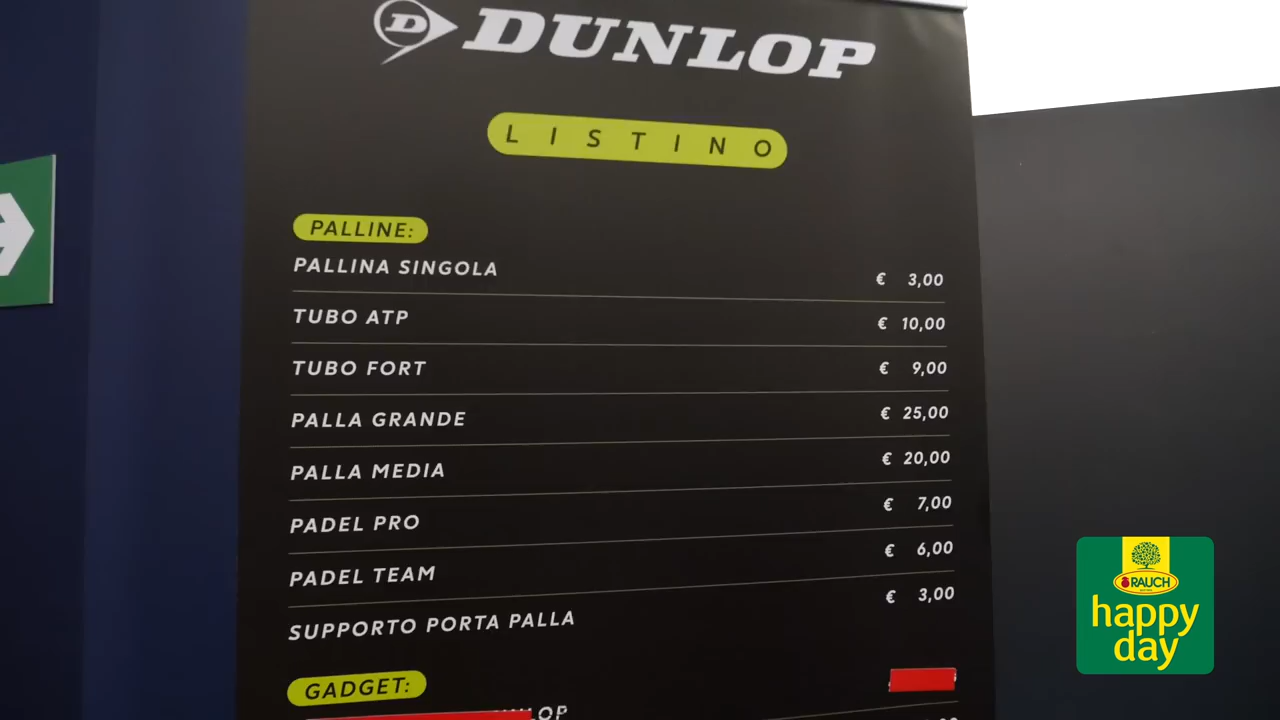 D DUNLOP
LISTINO
PALLINE:
PALLINA SINGOLA € 3,00
TUBO ATP € 10,00
TUBO FORT € 9,00
PALLA GRANDE € 25,00
PALLA MEDIA € 20,00
PADEL PRO € 7,00
PADEL TEAM € 6,00
SUPPORTO PORTA PALLA € 3,00
GADGET:
RAUCH
happy
day